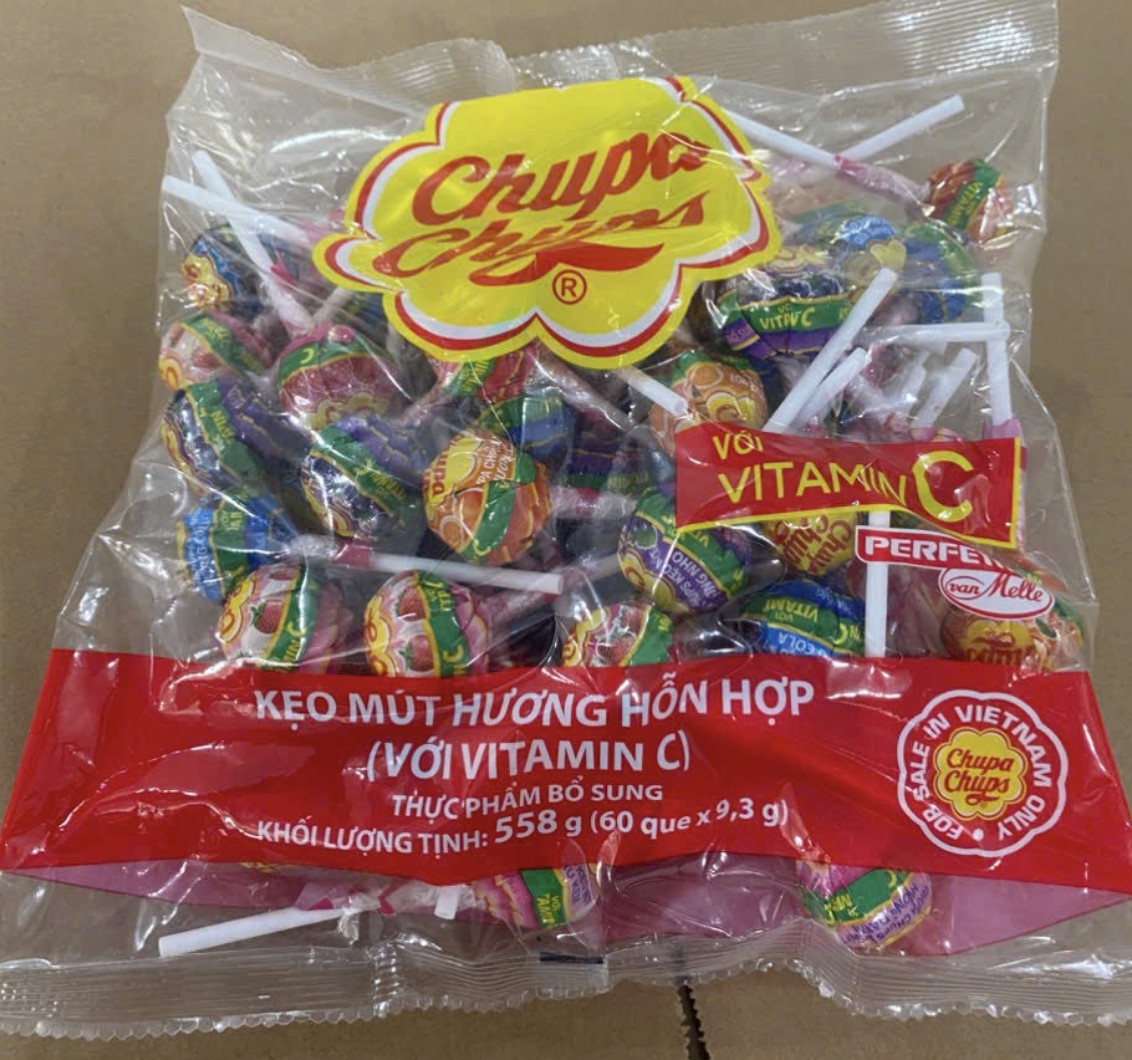 Chupa
Chups
®
VỚI
VITAMIN C
PERFE
van Melle
KẸO MÚT HƯƠNG HỖN HỢP
(VỚI VITAMIN C)
THỰC PHẨM BỔ SUNG
KHỐI LƯỢNG TỊNH: 558 g (60 que x 9,3 g)
FOR SALE IN VIETNAM ONLY
Chupa
Chups